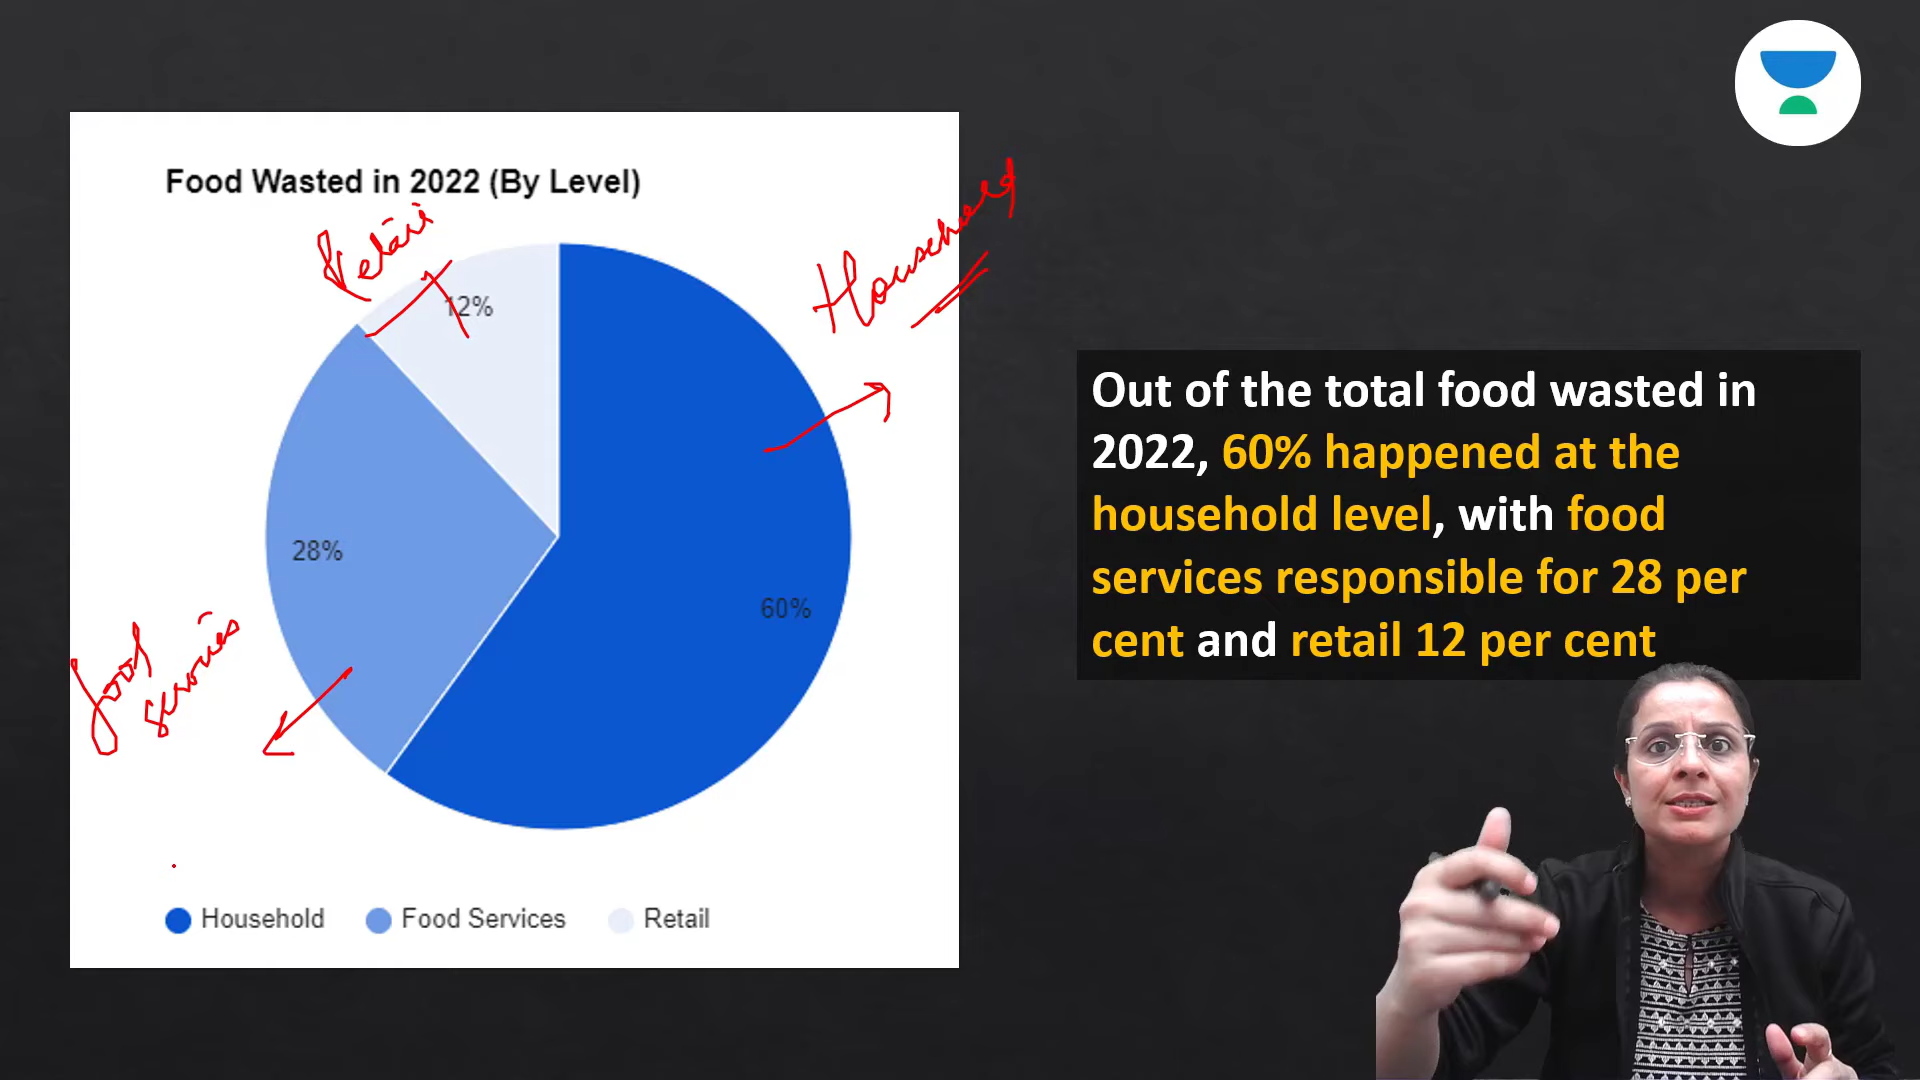 Food Wasted in 2022 (By Level)
Retail
Household
12%
28%
60%
food
services
Household
Food Services
Retail
Out of the total food wasted in
2022, 60% happened at the
household level, with food
services responsible for 28 per
cent and retail 12 per cent